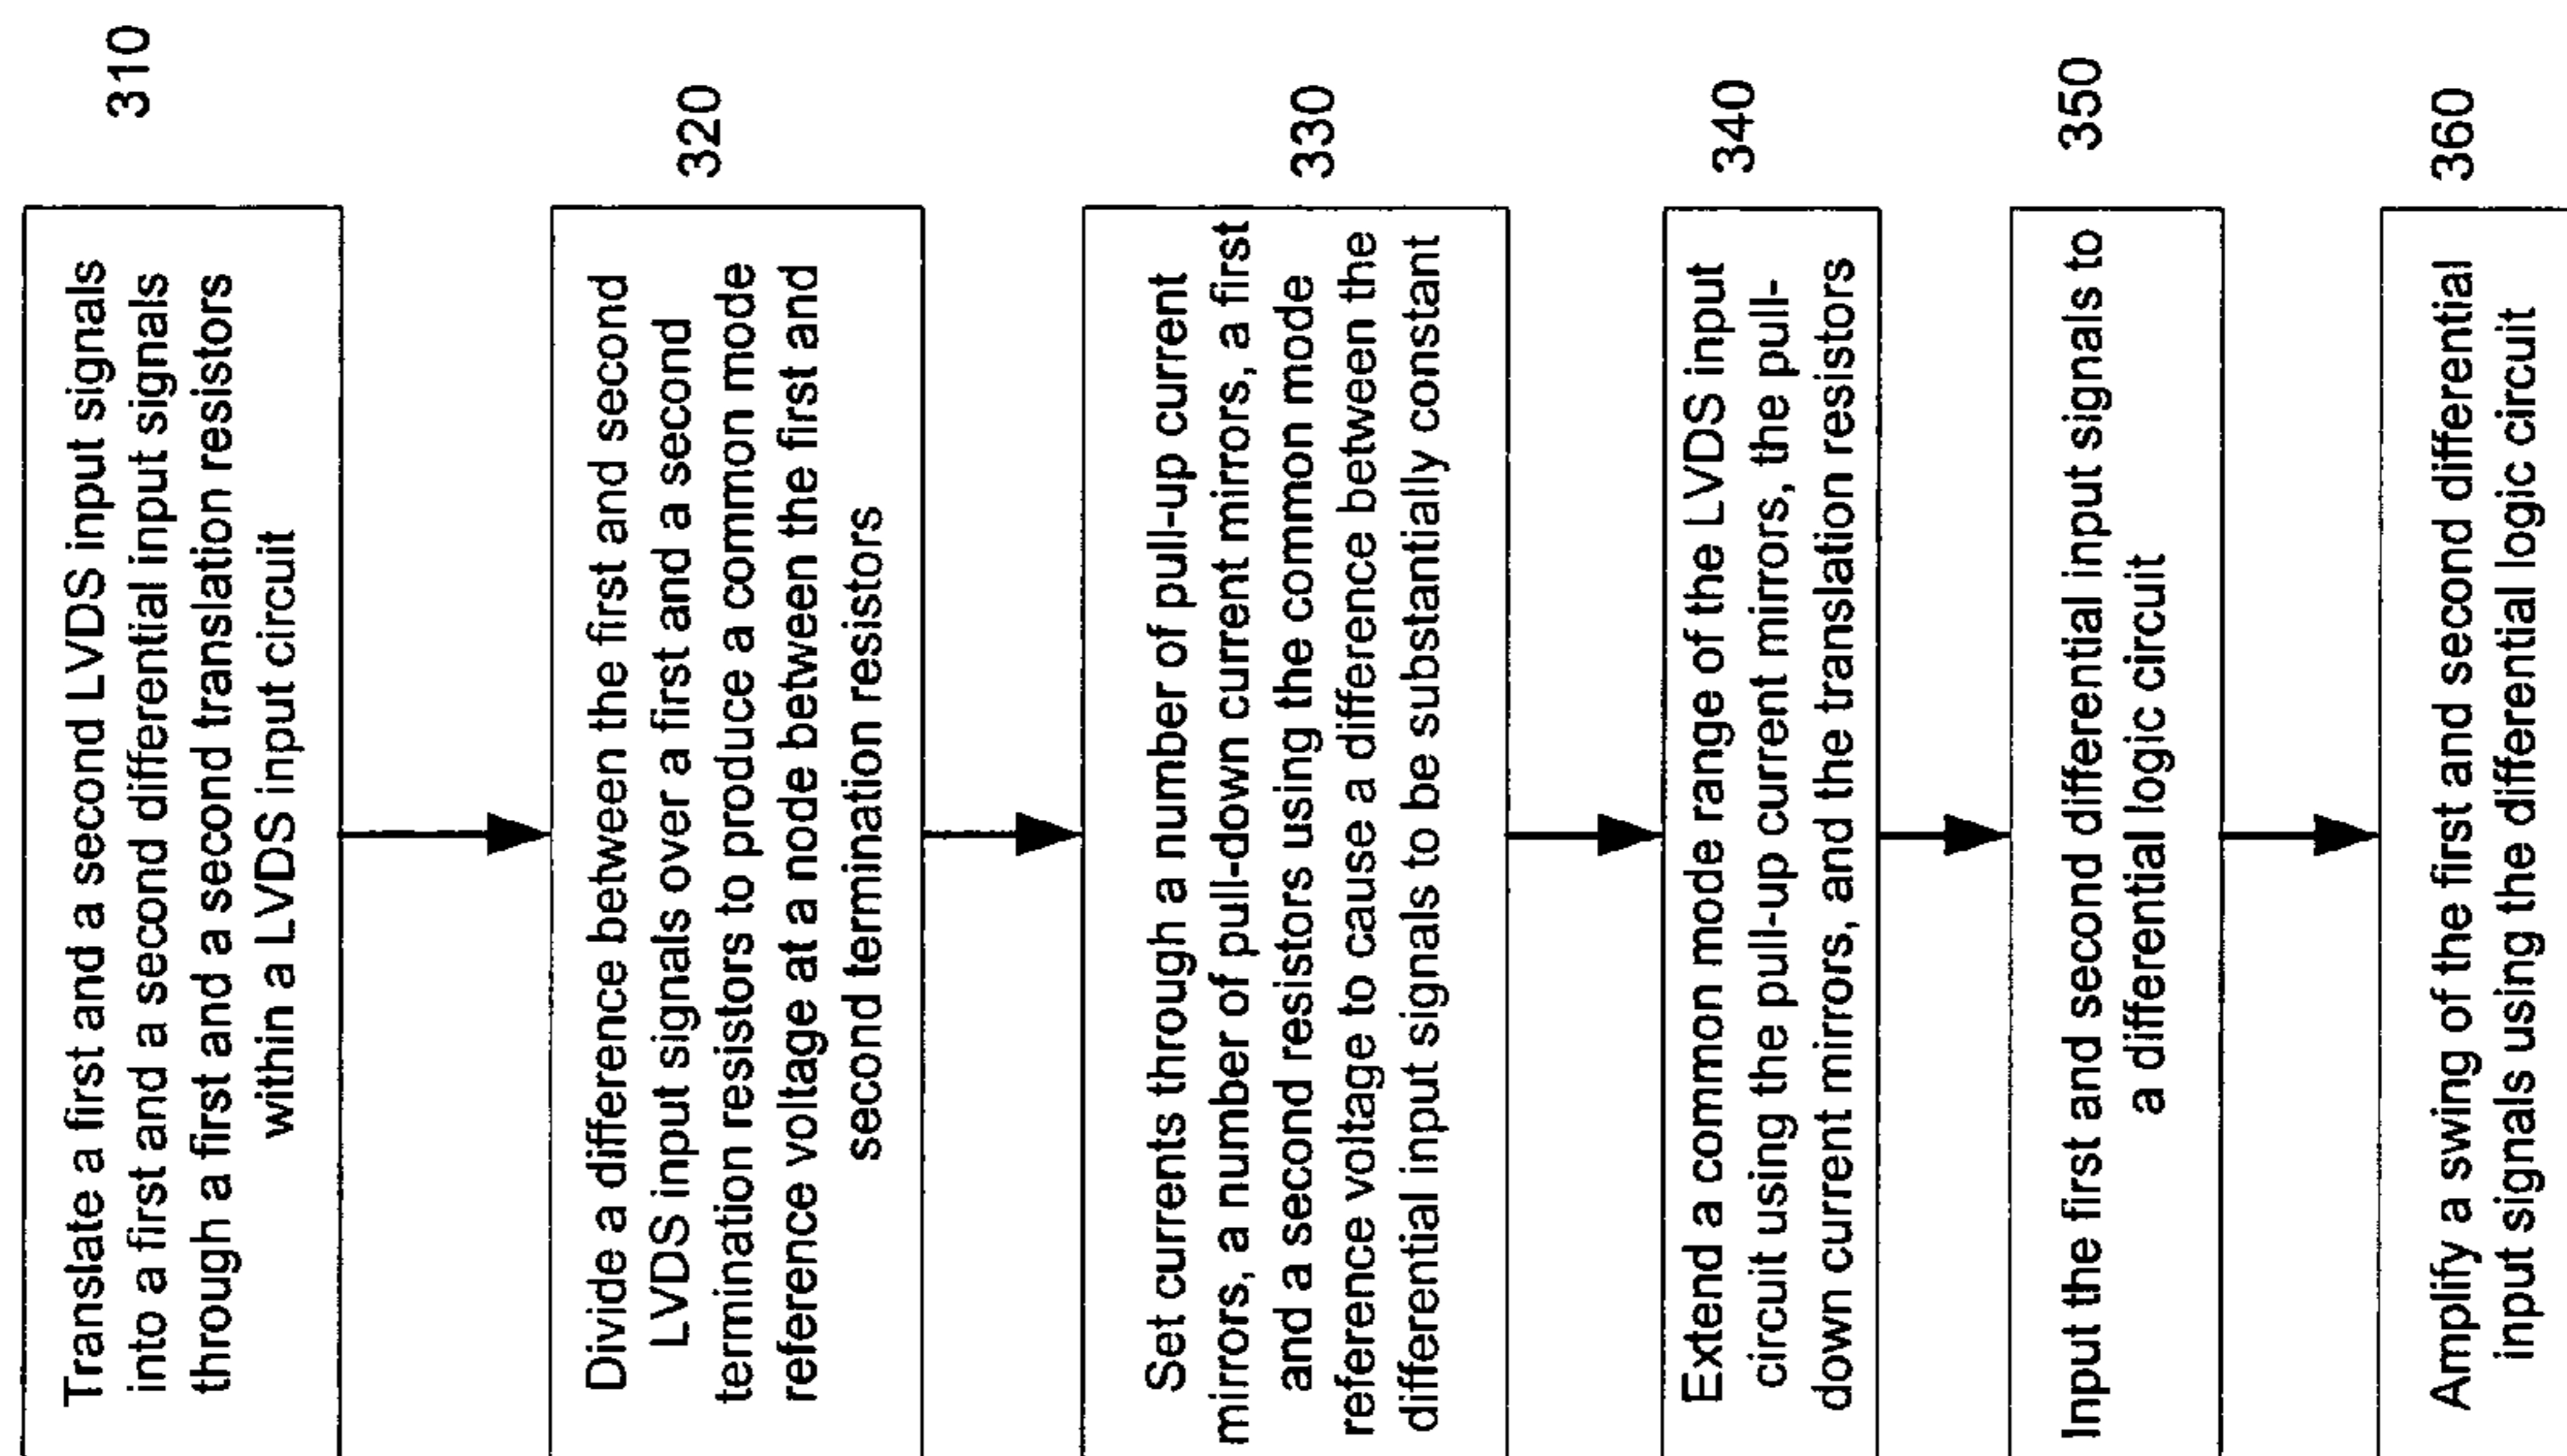 Translate a first and a second LVDS input signals
into a first and a second differential input signals
through a first and a second translation resistors
within a LVDS input circuit
310
Divide a difference between the first and second
LVDS input signals over a first and a second
termination resistors to produce a common mode
reference voltage at a node between the first and
second termination resistors
320
Set currents through a number of pull-up current
mirrors, a number of pull-down current mirrors, a first
and a second resistors using the common mode
reference voltage to cause a difference between the
different input signals to be substantially constant
330
Extend a common mode range of the LVDS input
circuit using the pull-up current mirrors, the pull-
down current mirrors, and the translation resistors
340
Input the first and second differential input signals to
a differential logic circuit
350
Amplify a swing of the first and second differential
input signals using the differential logic circuit
360